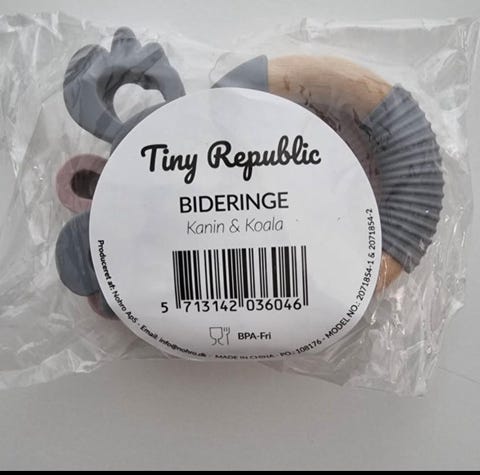 Tiny Republic
BIDERINGE
Kanin & Koala
5 713142 036046
BPA-Fri
Produceret af: Nohro ApS - Email: info@nohro.dk - MADE IN CHINA - PO.: 108176 - MODEL NO.: 2071854-1 & 2071854-2